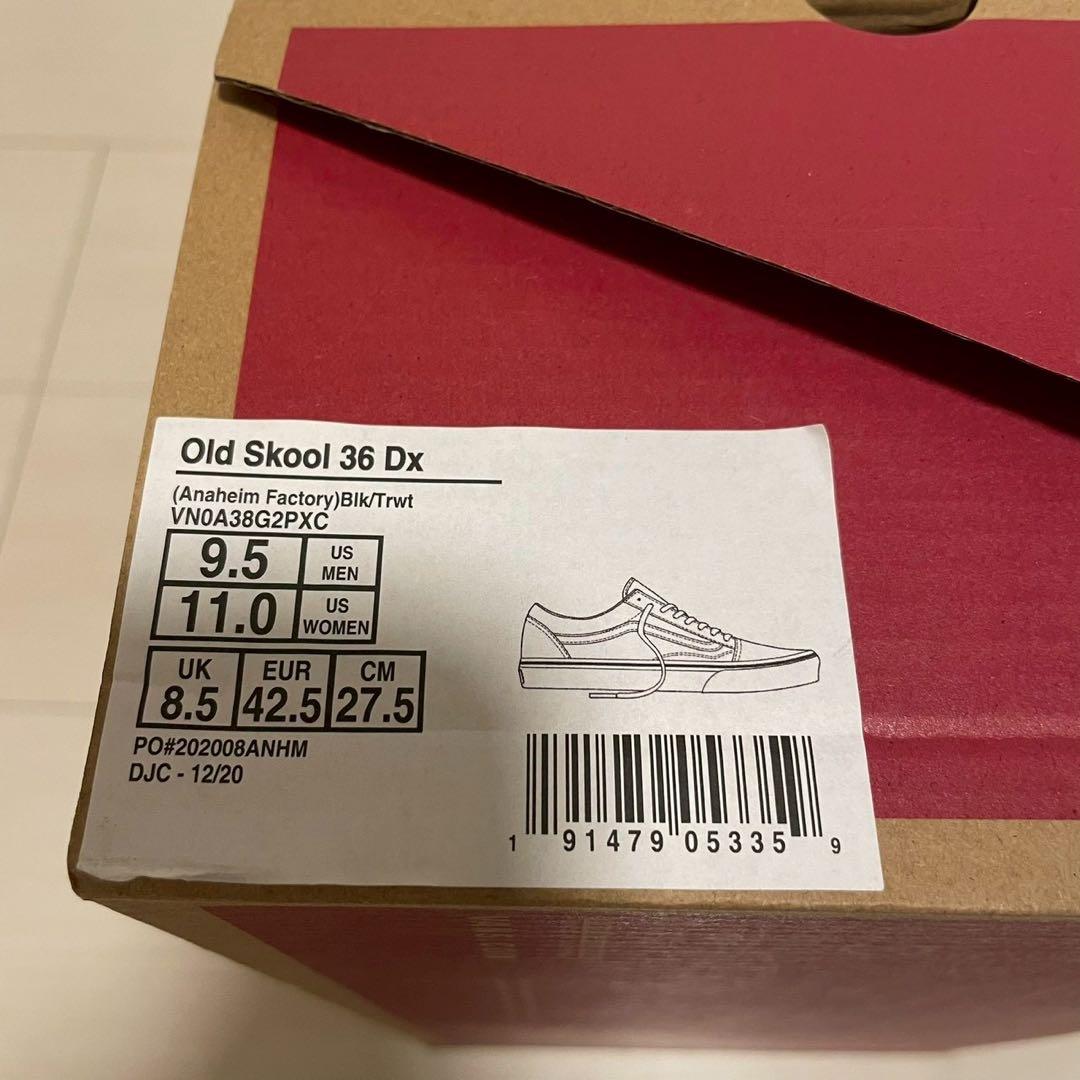 Old Skool 36 Dx
(Anaheim Factory)Blk/Trwt
VN0A38G2PXC
9.5 US MEN
11.0 US WOMEN
UK EUR CM
8.5 42.5 27.5
PO#202008ANHM
DJC - 12/20
1 91479 05335 9